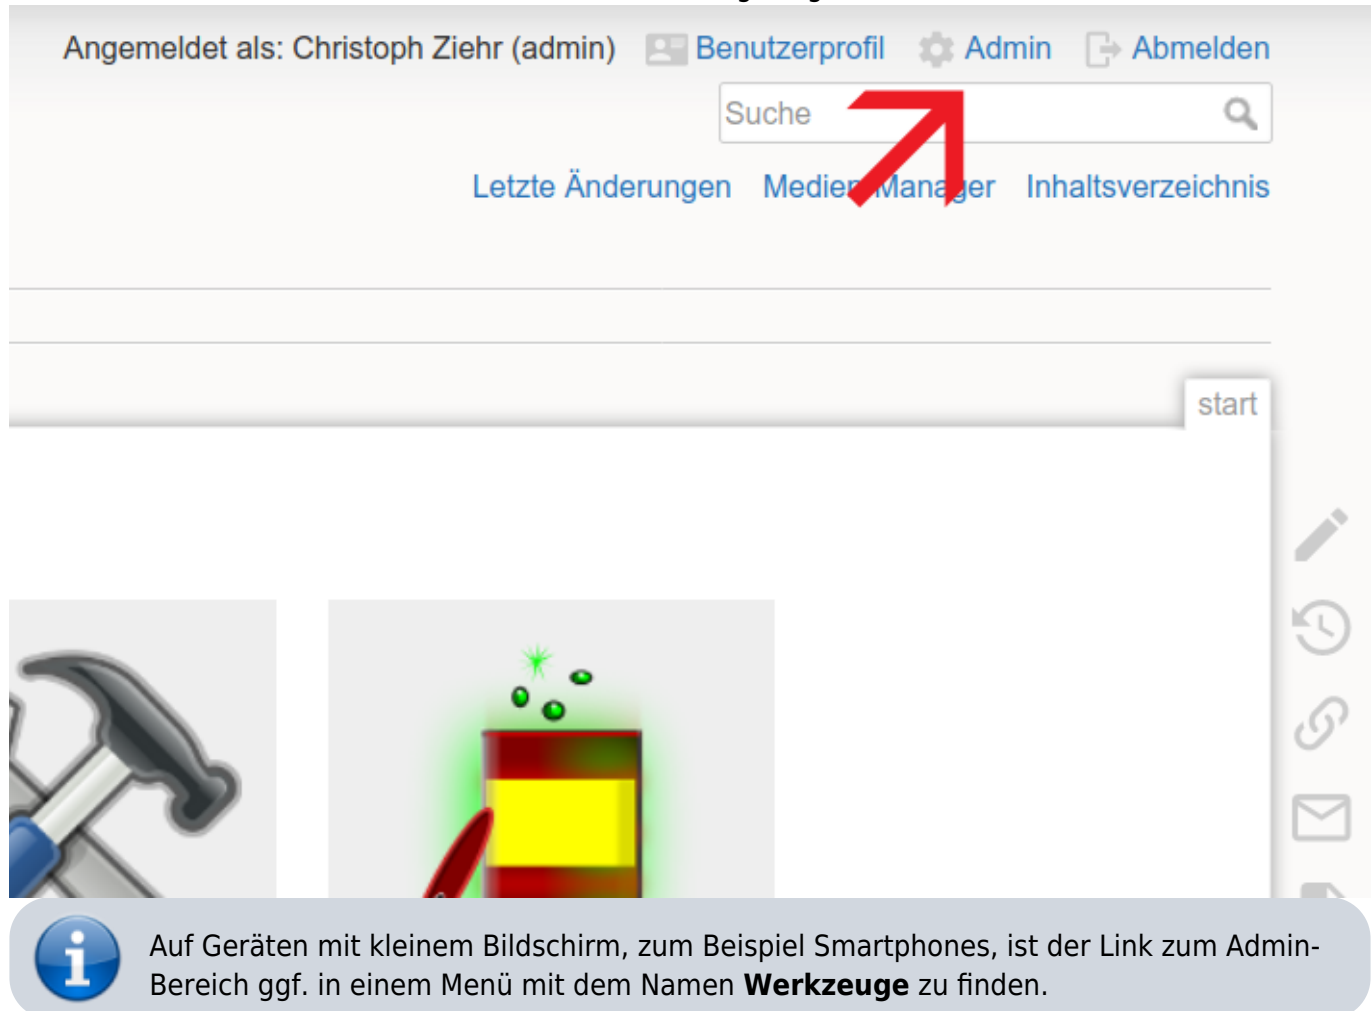 Angemeldet als: Christoph Ziehr (admin) Benutzerprofil Admin Abmelden
Suche
Letzte Änderungen Medien-Manager Inhaltsverzeichnis
start
Auf Geräten mit kleinem Bildschirm, zum Beispiel Smartphones, ist der Link zum Admin-
Bereich ggf. in einem Menü mit dem Namen Werkzeuge zu finden.